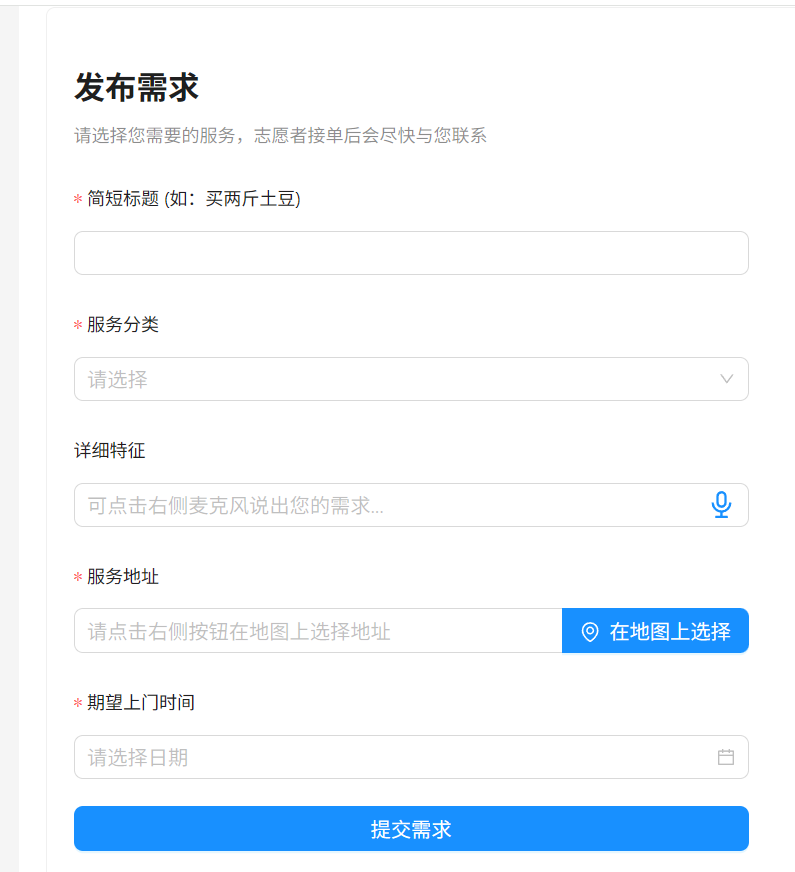 发布需求
请选择您需要的服务，志愿者接单后会尽快与您联系
* 简短标题 (如：买两斤土豆)
* 服务分类
请选择
详细特征
可点击右侧麦克风说出您的需求...
* 服务地址
请点击右侧按钮在地图上选择地址 在地图上选择
* 期望上门时间
请选择日期
提交需求